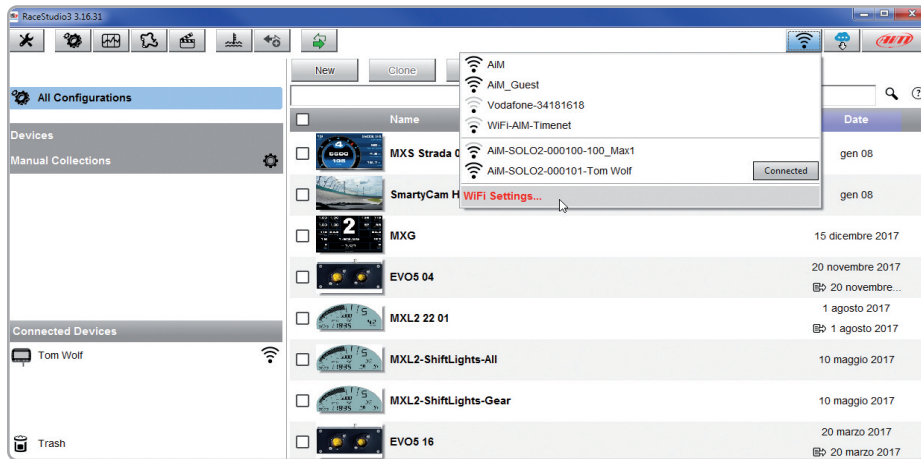 RaceStudio3 3.16.31
AiM
New
Clone
AiM
AiM_Guest
Vodafone-34181618
WiFi-AIM-Timenet
AiM-SOLO2-000100-100_Max1
AiM-SOLO2-000101-Tom Wolf
Connected
WiFi Settings...
All Configurations
Devices
Manual Collections
Connected Devices
Tom Wolf
Trash
Name
Date
MXS Strada 0
gen 08
SmartyCam H
gen 08
2
MXG
15 dicembre 2017
EVO5 04
20 novembre 2017
20 novembre...
MXL2 22 01
1 agosto 2017
1 agosto 2017
MXL2-ShiftLights-All
10 maggio 2017
MXL2-ShiftLights-Gear
10 maggio 2017
EVO5 16
20 marzo 2017
20 marzo 2017